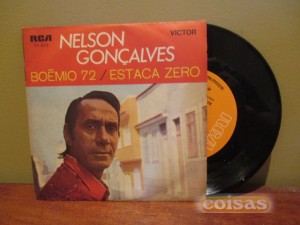 RCA
VICTOR
NELSON
GONÇALVES
BOÊMIO 72 / ESTACA ZERO
coisas